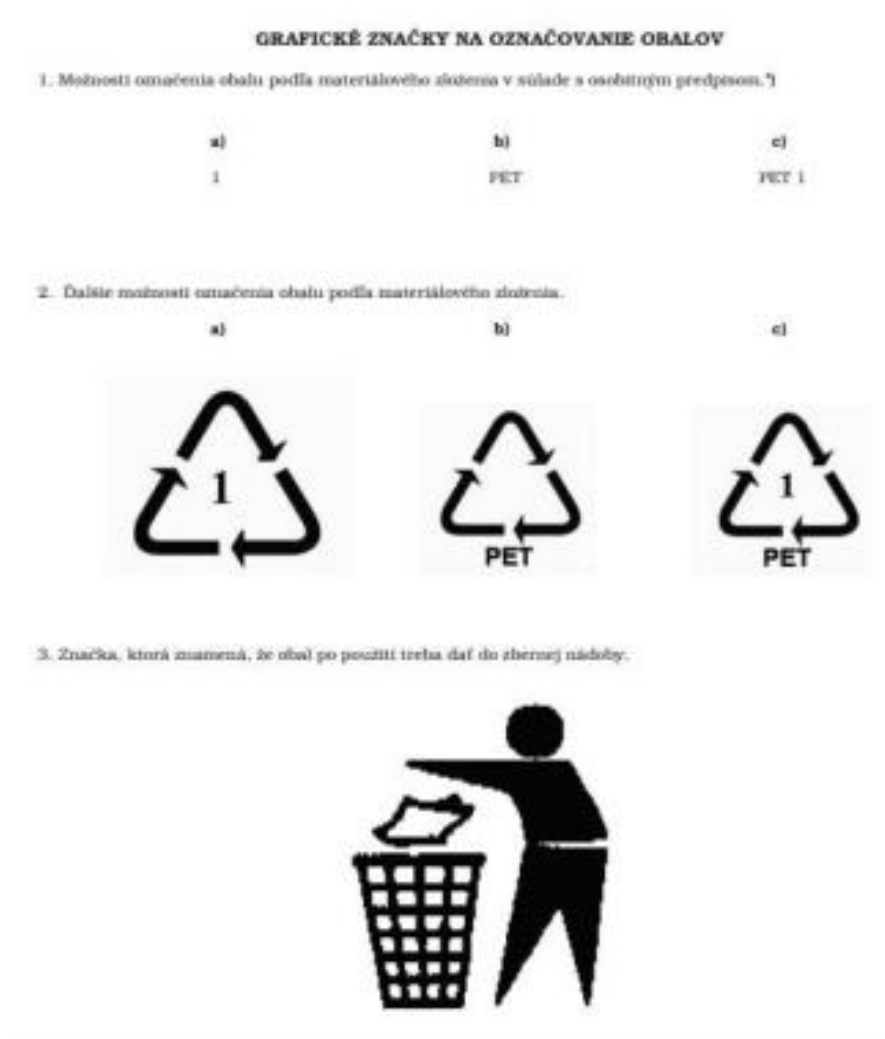 GRAFICKÉ ZNAČKY NA OZNAČOVANIE OBALOV
1. Možnosti označenia obalu podľa materiálového zloženia v súlade s osobitným predpisom.*)
a) b) c)
1 PET PET 1
2. Ďalšie možnosti označenia obalu podľa materiálového zloženia.
a) b) c)
1 1
PET PET
3. Značka, ktorá znamená, že obal po použití treba dať do zbernej nádoby.